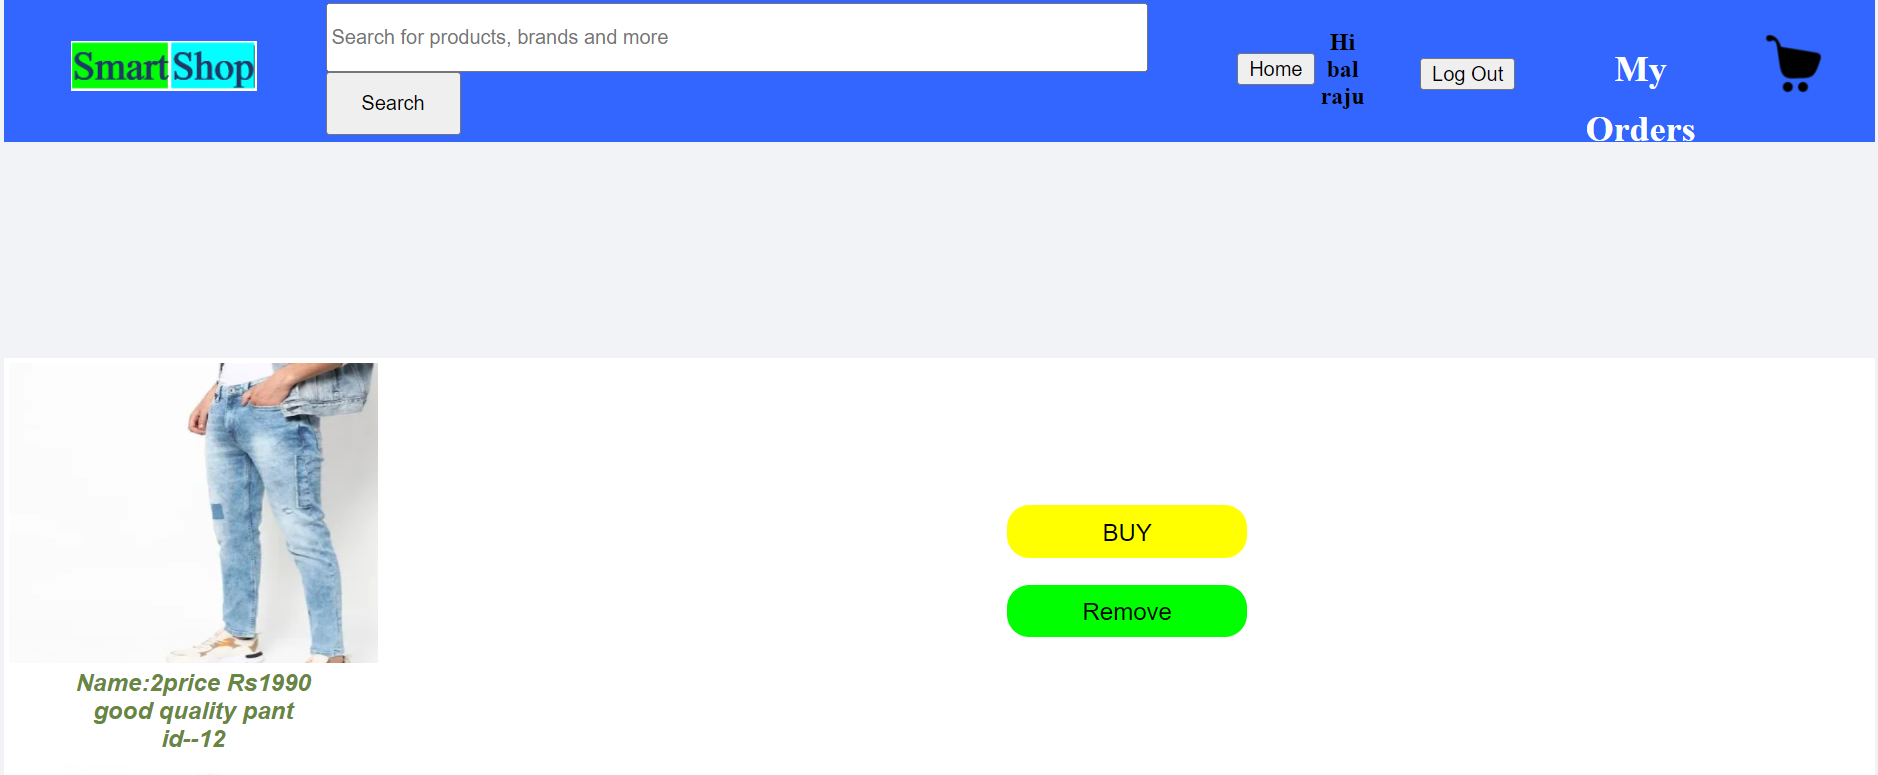 Smart Shop
Search for products, brands and more
Search
Home
Hi
bal
raju
Log Out
My
Orders
BUY
Remove
Name:2price Rs1990
good quality pant
id--12